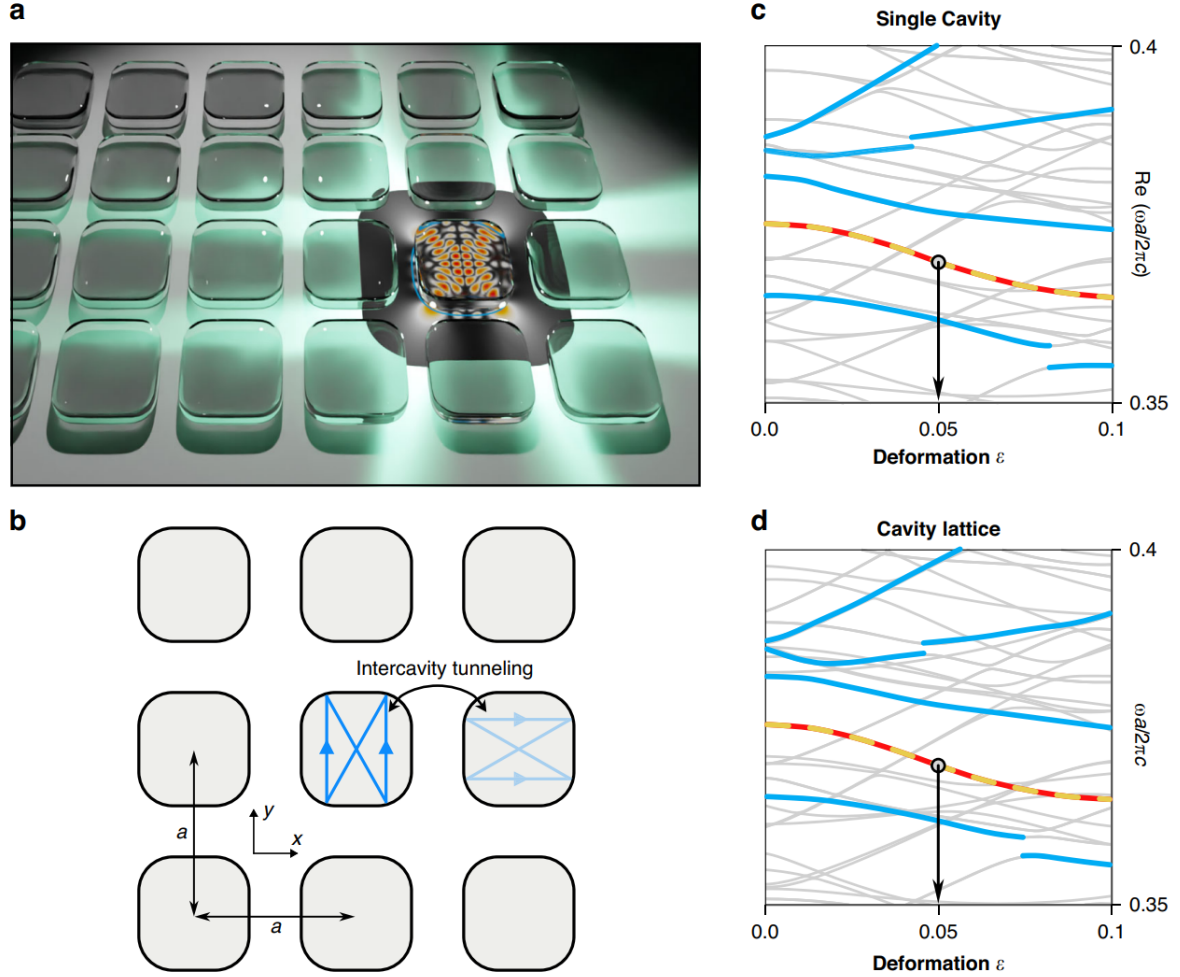 a
b
Intercavity tunneling
y
x
a
a
c
Single Cavity
0.4
Re (ωa/2πc)
0.35
0.0
0.05
0.1
Deformation ε
d
Cavity lattice
0.4
ωa/2πc
0.35
0.0
0.05
0.1
Deformation ε